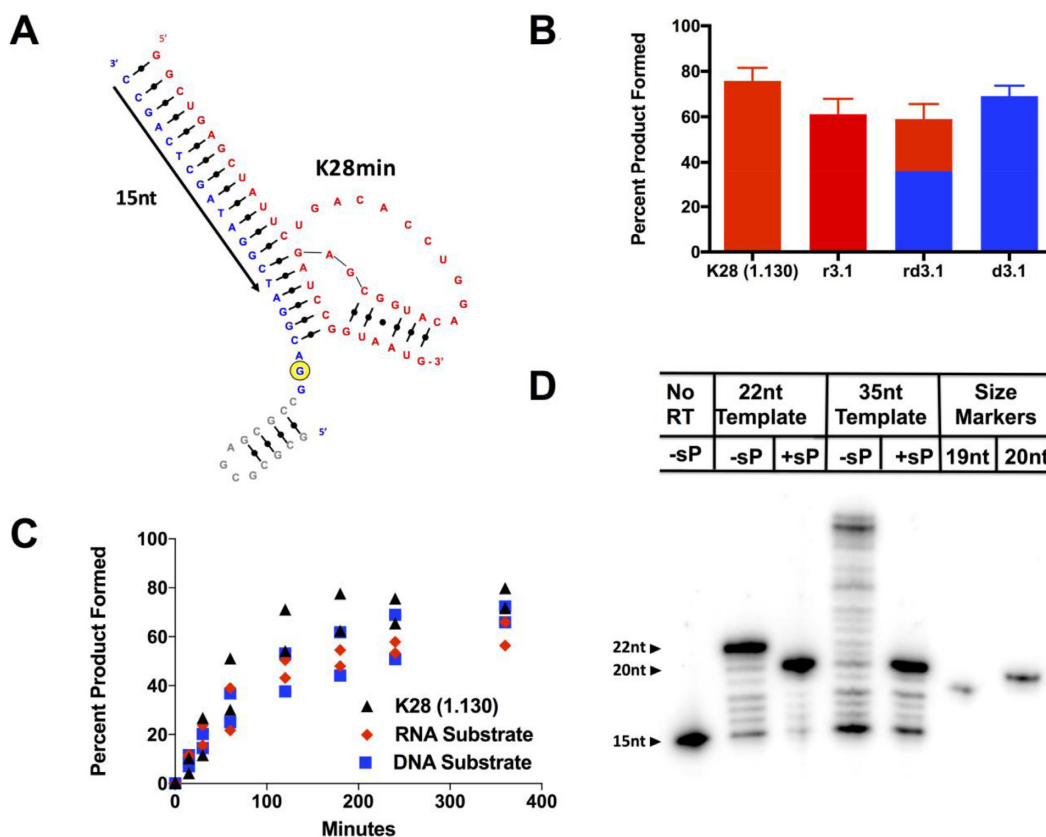 A
5'
3'
G G C U G A G C U A U U C
C C G A C T C G A T A G G C T A G G C A G G
U G A C A C C U G G A C A U G G C G A
G A U C C G G U A A U G - 3'
15nt
K28min
5'
B
Percent Product Formed
100
80
60
40
20
0
K28 (1.130) r3.1 rd3.1 d3.1
C
Percent Product Formed
100
80
60
40
20
0
0 100 200 300 400
Minutes
K28 (1.130)
RNA Substrate
DNA Substrate
D
No RT 22nt Template 35nt Template Size Markers
-sP -sP +sP -sP +sP 19nt 20nt
22nt
20nt
15nt